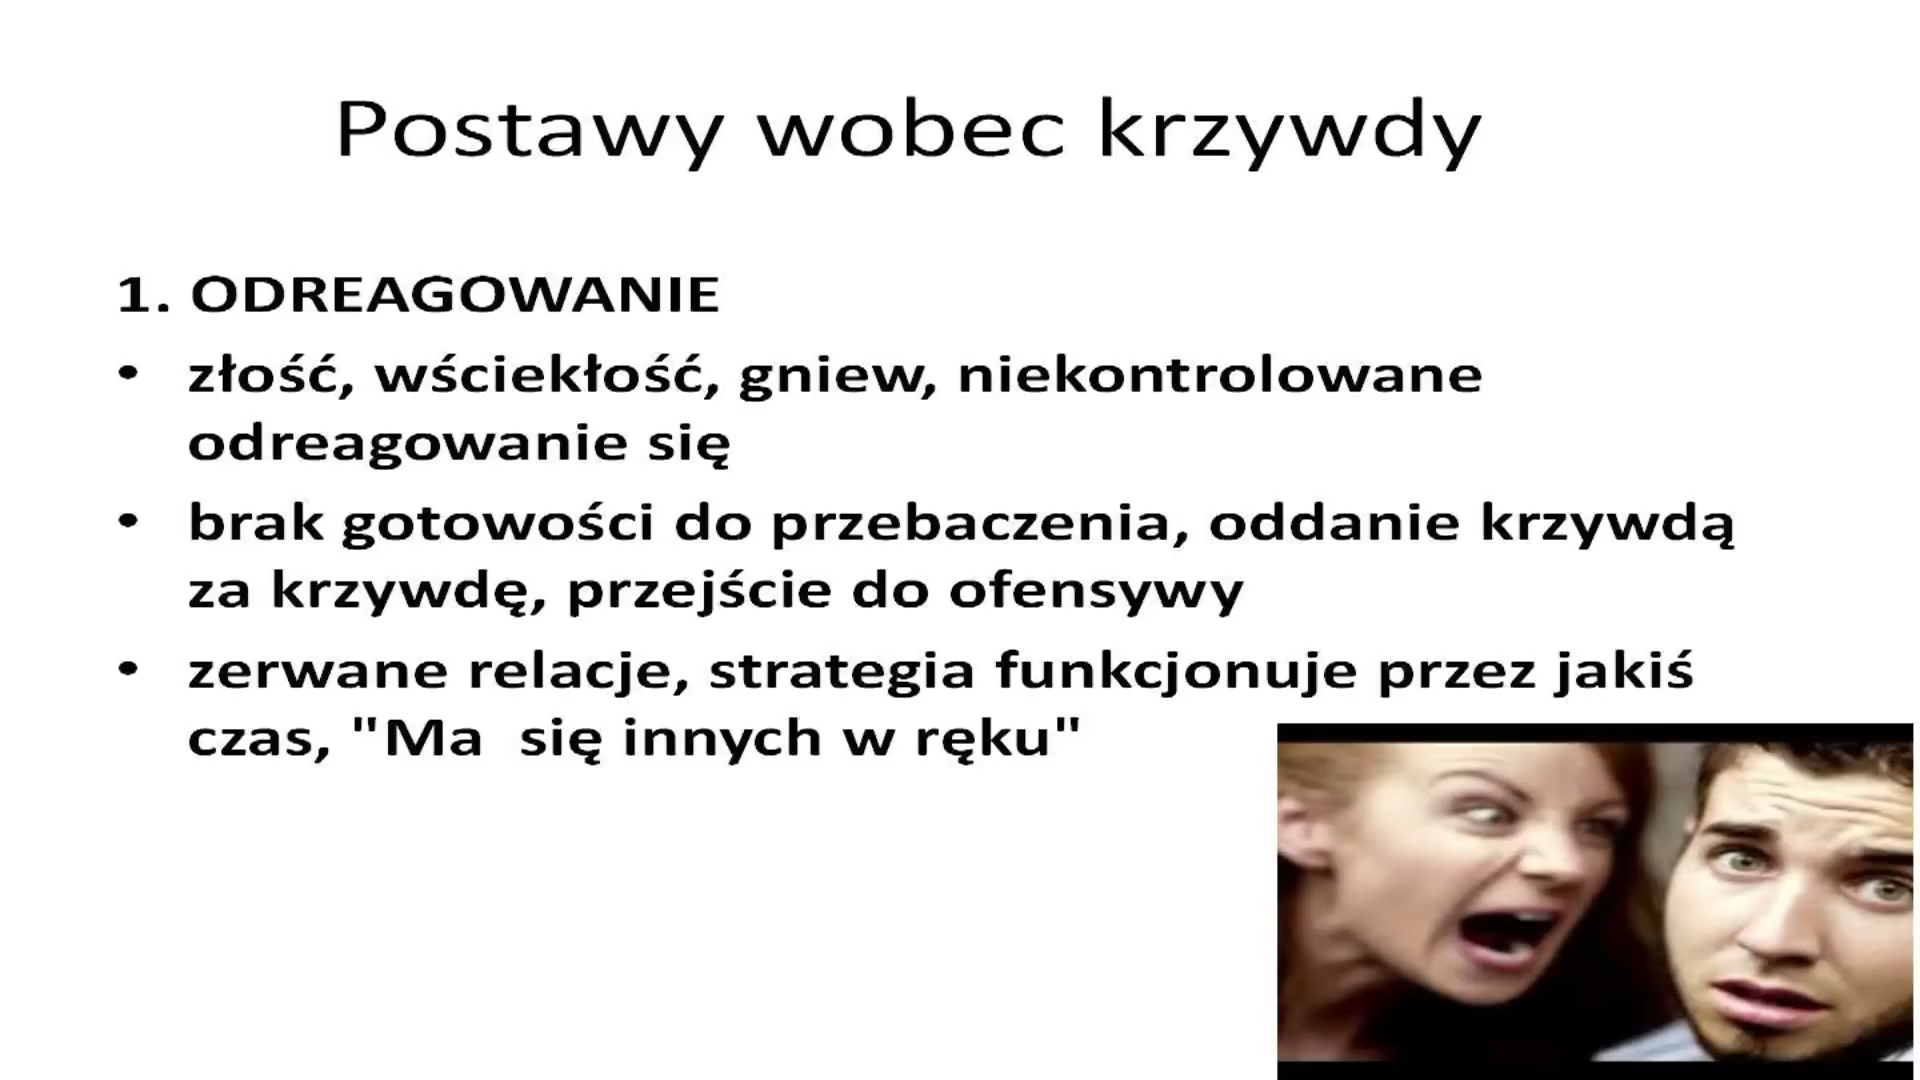 Postawy wobec krzywdy
1. ODREAGOWANIE
• złość, wściekłość, gniew, niekontrolowane
odreagowanie się
• brak gotowości do przebaczenia, oddanie krzywdą
za krzywdę, przejście do ofensywy
• zerwane relacje, strategia funkcjonuje przez jakiś
czas, "Ma  się innych w ręku"